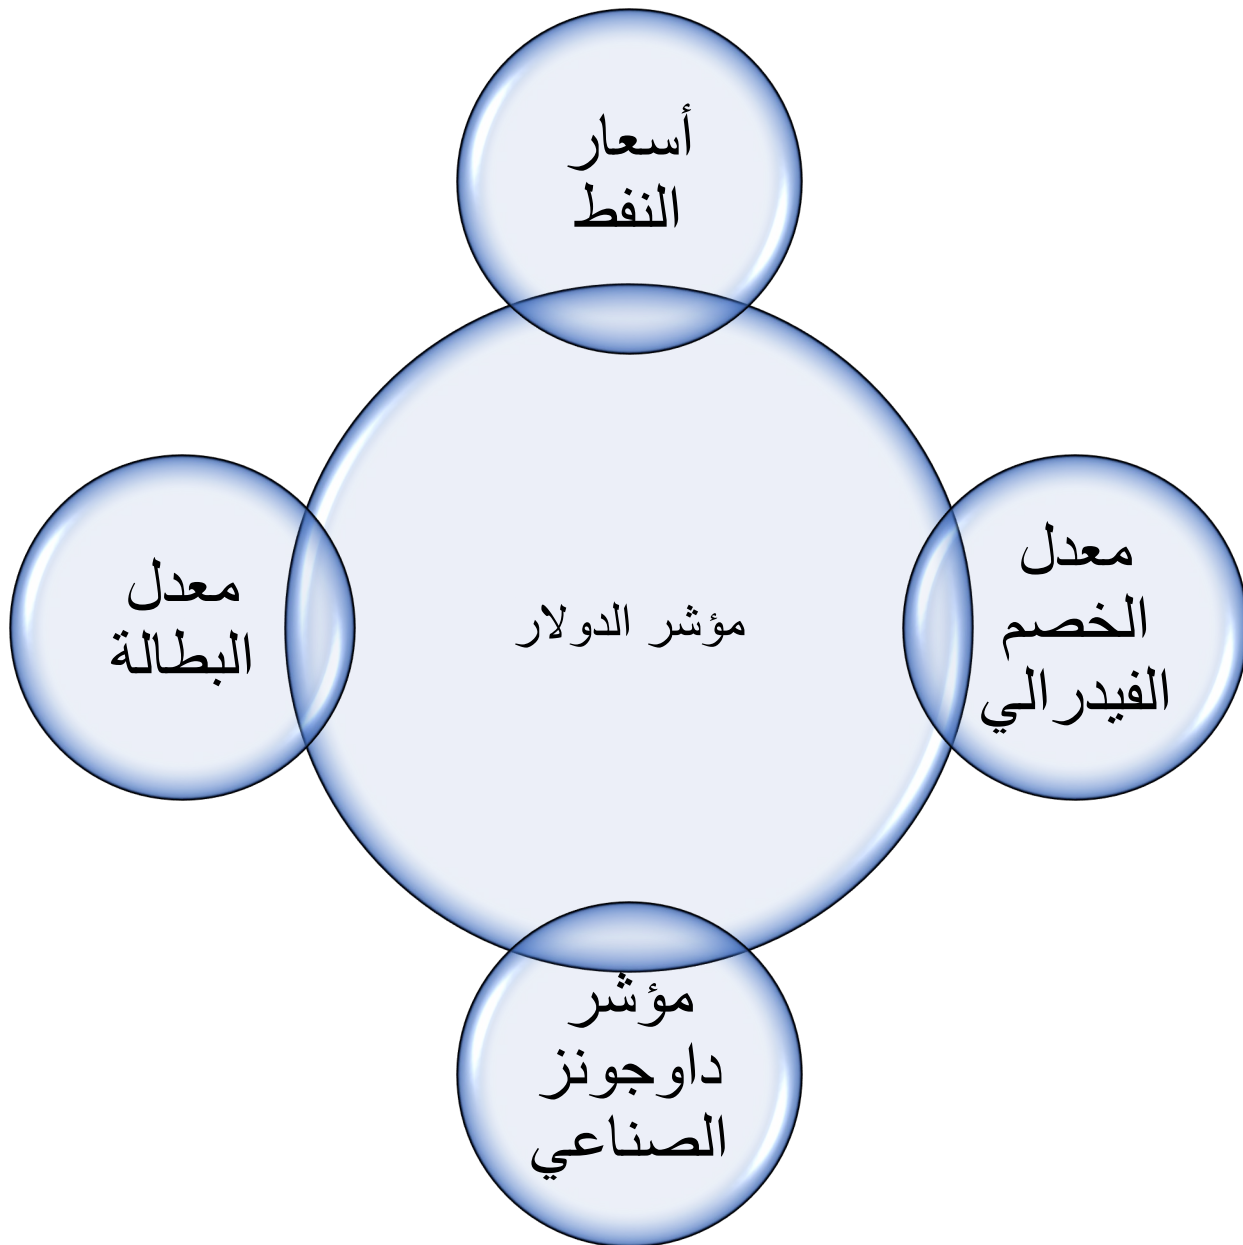 أسعار
النفط
معدل
الخصم
الفيدرالي
مؤشر الدولار
معدل
البطالة
مؤشر
داوجونز
الصناعي